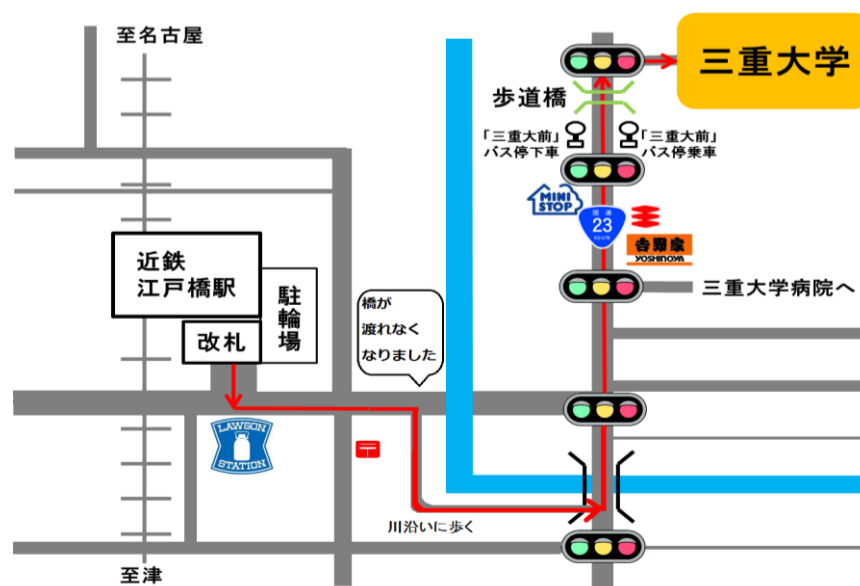 至名古屋
三重大学
歩道橋
「三重大前」
バス停下車
「三重大前」
バス停乗車
MINI
STOP
国道
23
ROUTE
吉野家
YOSHINOYA
近鉄
江戸橋駅
駐輪場
改札
三重大学病院へ
橋が
渡れなく
なりました
LAWSON
STATION
川沿いに歩く
至津